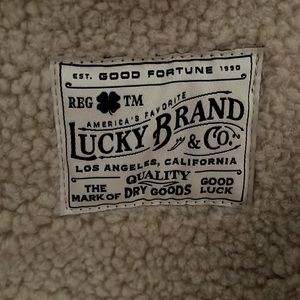 EST. GOOD FORTUNE 1990
REG TM
AMERICA'S FAVORITE
LUCKY BRAND
& Co.
LOS ANGELES, CALIFORNIA
QUALITY
THE MARK OF DRY GOODS GOOD LUCK